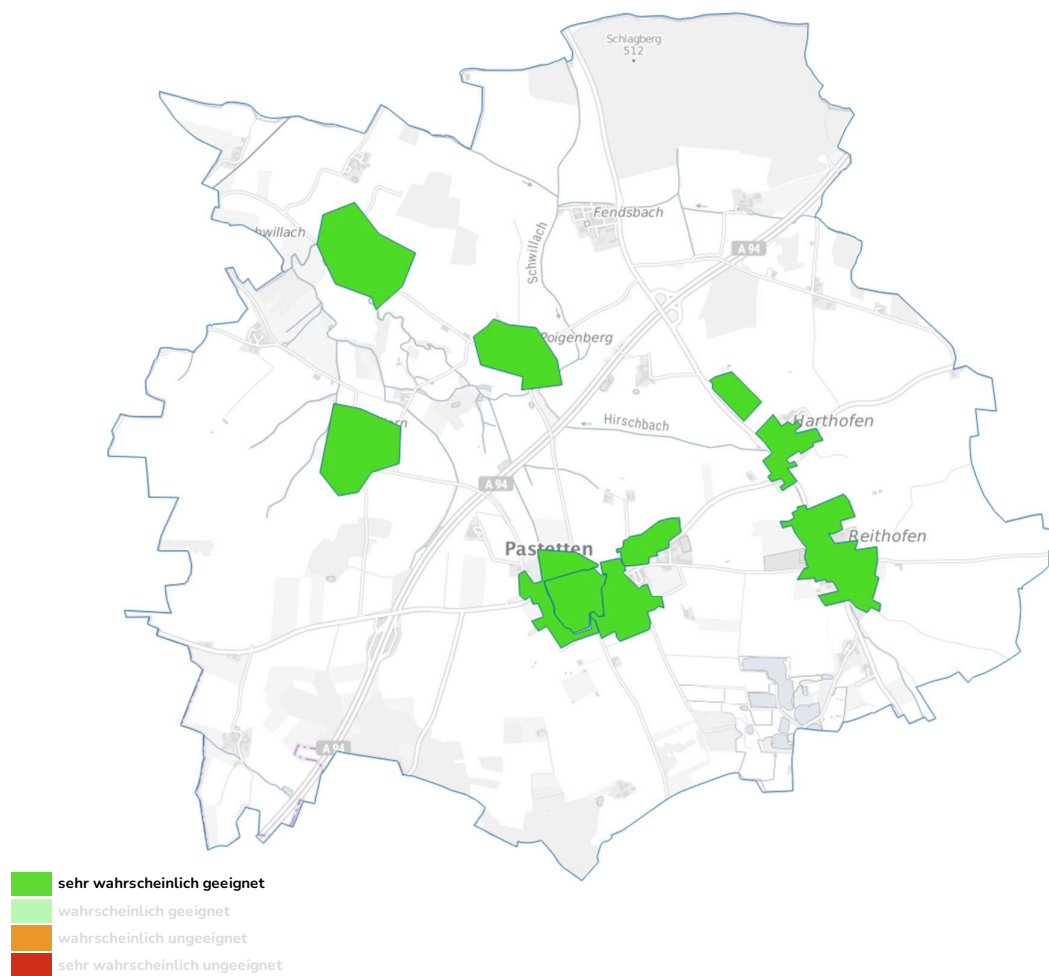 Schlagberg
512
Fendsbach
hwillach
Schwillach
A 94
Poigenberg
Harthofen
Hirschbach
A 94
Reithofen
Pastetten
A 94
sehr wahrscheinlich geeignet
wahrscheinlich geeignet
wahrscheinlich ungeeignet
sehr wahrscheinlich ungeeignet